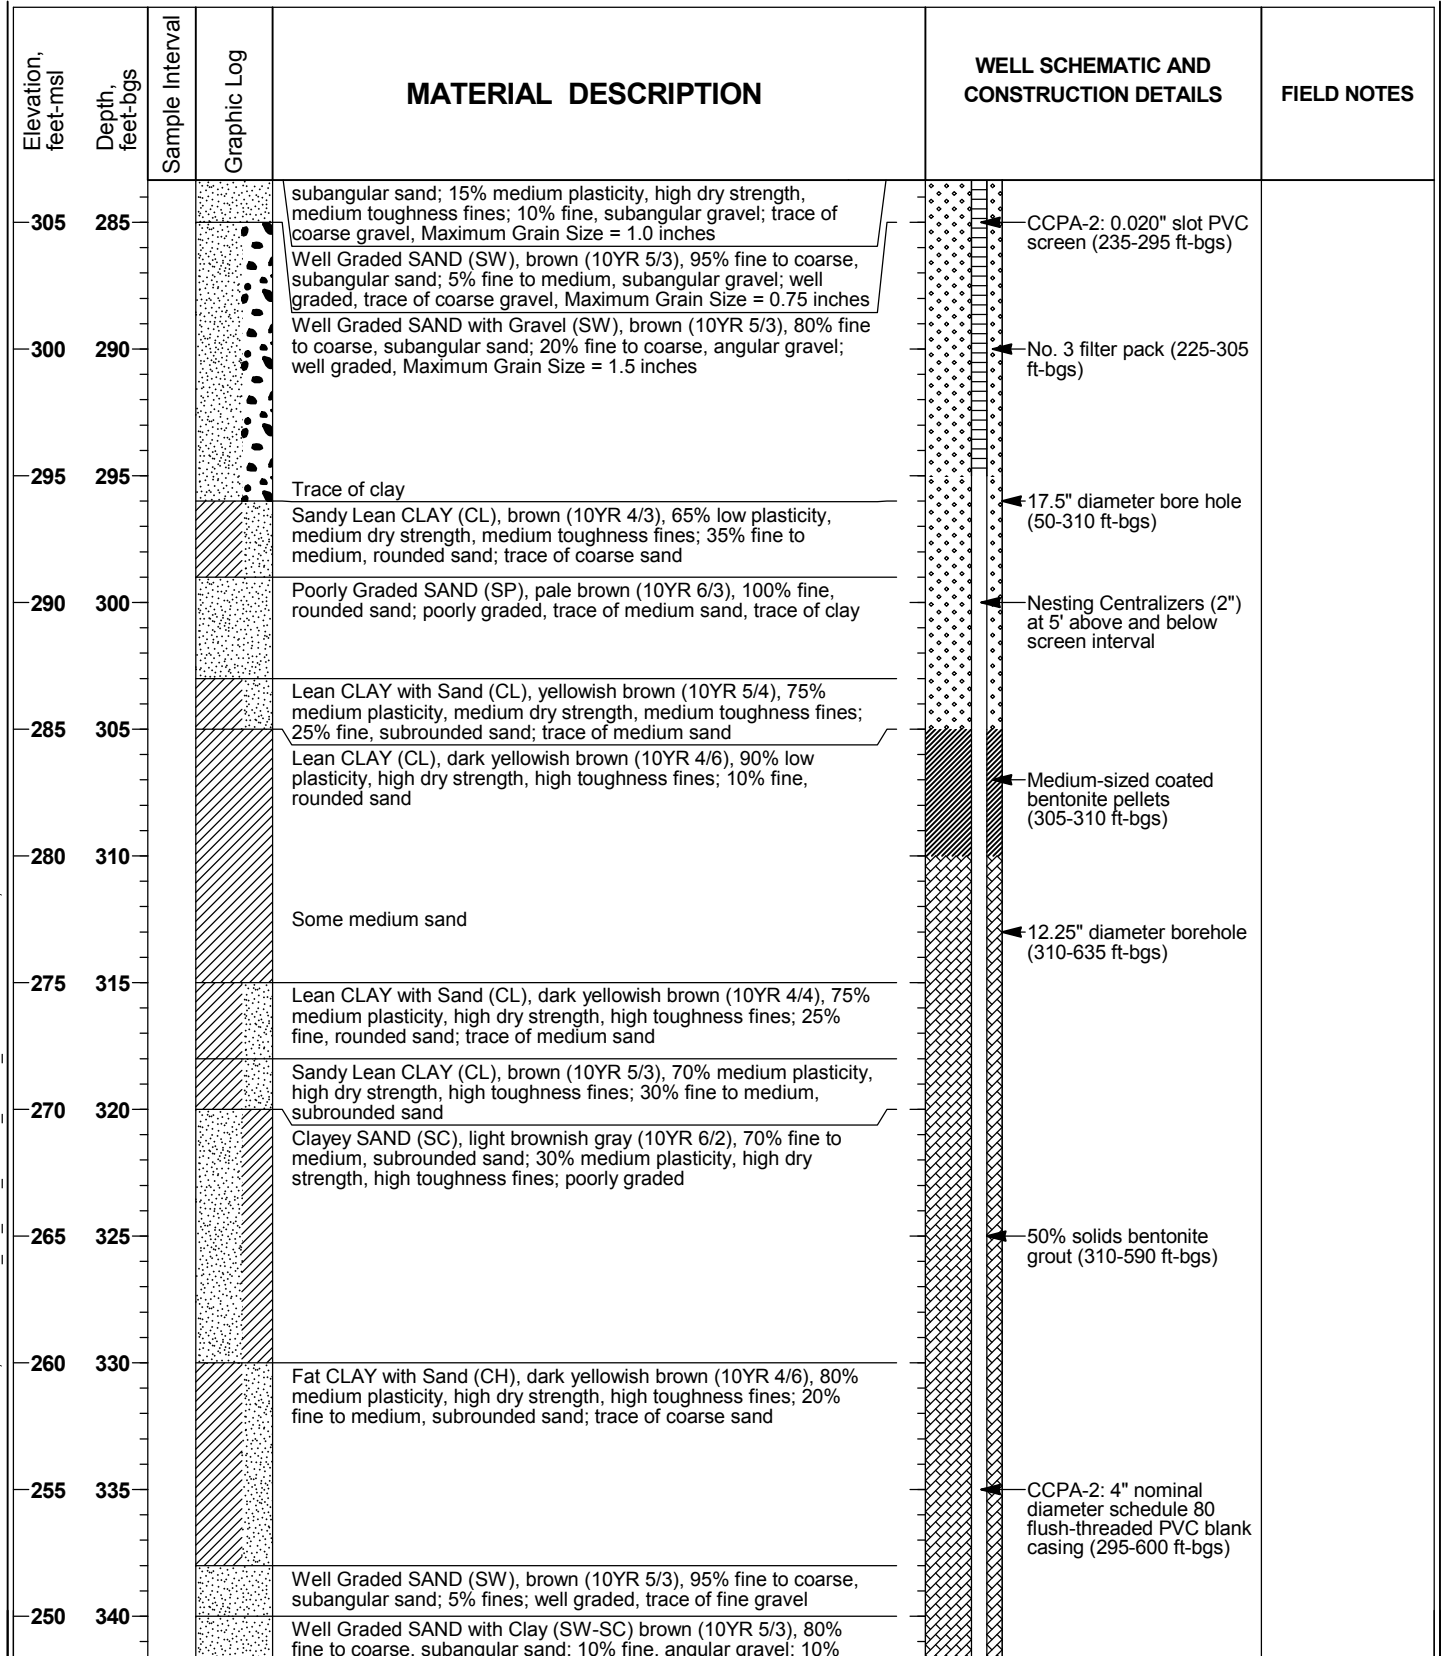 Elevation,
feet-msl
Depth,
feet-bgs
Sample Interval
Graphic Log
MATERIAL DESCRIPTION
WELL SCHEMATIC AND
CONSTRUCTION DETAILS
FIELD NOTES
subangular sand; 15% medium plasticity, high dry strength,
medium toughness fines; 10% fine, subangular gravel; trace of
coarse gravel, Maximum Grain Size = 1.0 inches
305 285
CCPA-2: 0.020" slot PVC
screen (235-295 ft-bgs)
Well Graded SAND (SW), brown (10YR 5/3), 95% fine to coarse,
subangular sand; 5% fine to medium, subangular gravel; well
graded, trace of coarse gravel, Maximum Grain Size = 0.75 inches
Well Graded SAND with Gravel (SW), brown (10YR 5/3), 80% fine
to coarse, subangular sand; 20% fine to coarse, angular gravel;
well graded, Maximum Grain Size = 1.5 inches
300 290
No. 3 filter pack (225-305
ft-bgs)
295 295
Trace of clay
17.5" diameter bore hole
(50-310 ft-bgs)
Sandy Lean CLAY (CL), brown (10YR 4/3), 65% low plasticity,
medium dry strength, medium toughness fines; 35% fine to
medium, rounded sand; trace of coarse sand
290 300
Poorly Graded SAND (SP), pale brown (10YR 6/3), 100% fine,
rounded sand; poorly graded, trace of medium sand, trace of clay
Nesting Centralizers (2")
at 5' above and below
screen interval
Lean CLAY with Sand (CL), yellowish brown (10YR 5/4), 75%
medium plasticity, medium dry strength, medium toughness fines;
25% fine, subrounded sand; trace of medium sand
285 305
Lean CLAY (CL), dark yellowish brown (10YR 4/6), 90% low
plasticity, high dry strength, high toughness fines; 10% fine,
rounded sand
Medium-sized coated
bentonite pellets
(305-310 ft-bgs)
280 310
Some medium sand
12.25" diameter borehole
(310-635 ft-bgs)
275 315
Lean CLAY with Sand (CL), dark yellowish brown (10YR 4/4), 75%
medium plasticity, high dry strength, high toughness fines; 25%
fine, rounded sand; trace of medium sand
Sandy Lean CLAY (CL), brown (10YR 5/3), 70% medium plasticity,
high dry strength, high toughness fines; 30% fine to medium,
subrounded sand
270 320
Clayey SAND (SC), light brownish gray (10YR 6/2), 70% fine to
medium, subrounded sand; 30% medium plasticity, high dry
strength, high toughness fines; poorly graded
265 325
50% solids bentonite
grout (310-590 ft-bgs)
260 330
Fat CLAY with Sand (CH), dark yellowish brown (10YR 4/6), 80%
medium plasticity, high dry strength, high toughness fines; 20%
fine to medium, subrounded sand; trace of coarse sand
255 335
CCPA-2: 4" nominal
diameter schedule 80
flush-threaded PVC blank
casing (295-600 ft-bgs)
Well Graded SAND (SW), brown (10YR 5/3), 95% fine to coarse,
subangular sand; 5% fines; well graded, trace of fine gravel
250 340
Well Graded SAND with Clay (SW-SC) brown (10YR 5/3), 80%
fine to coarse, subangular sand; 10% fine, angular gravel; 10%